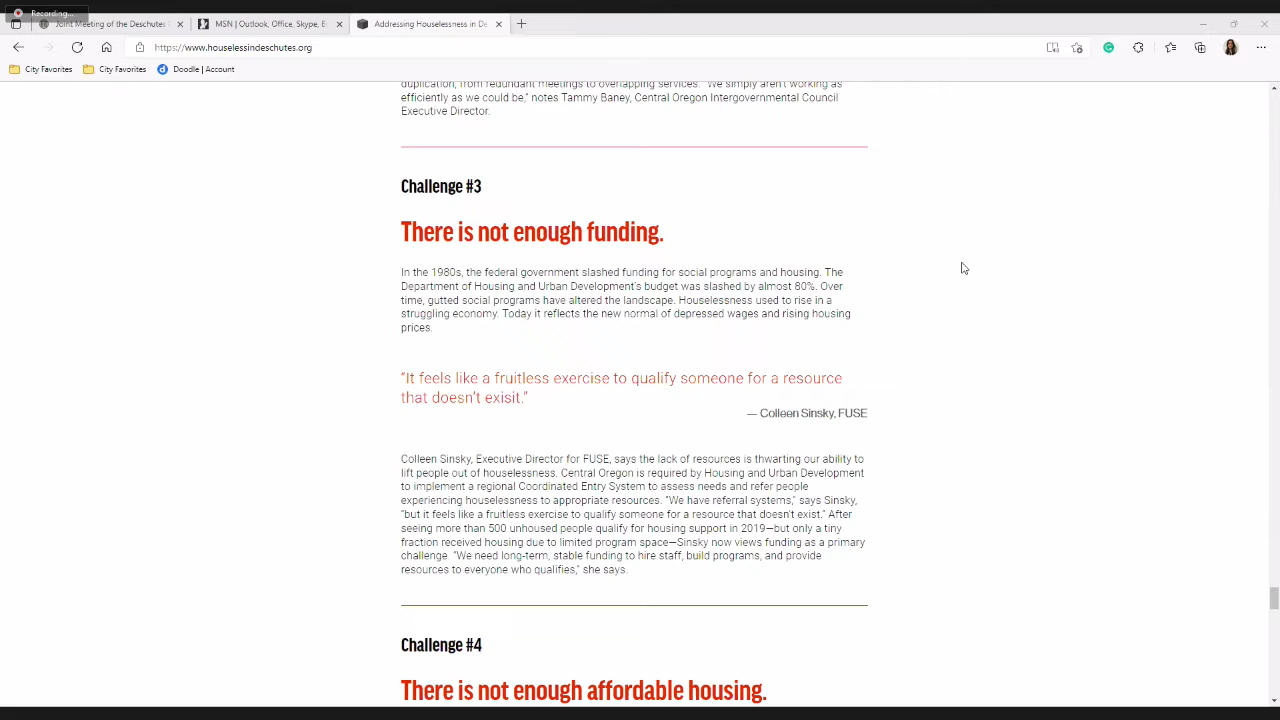 Recording...
Joint Meeting of the Deschutes
MSN | Outlook, Office, Skype, B
Addressing Houselessness in De
https://www.houselessindeschutes.org
City Favorites
City Favorites
Doodle | Account
duplication, from redundant meetings to overlapping services. "We simply aren't working as
efficiently as we could be," notes Tammy Baney, Central Oregon Intergovernmental Council
Executive Director.
Challenge #3
There is not enough funding.
In the 1980s, the federal government slashed funding for social programs and housing. The
Department of Housing and Urban Development's budget was slashed by almost 80%. Over
time, gutted social programs have altered the landscape. Houselessness used to rise in a
struggling economy. Today it reflects the new normal of depressed wages and rising housing
prices.
"It feels like a fruitless exercise to qualify someone for a resource
that doesn't exisit."
— Colleen Sinsky, FUSE
Colleen Sinsky, Executive Director for FUSE, says the lack of resources is thwarting our ability to
lift people out of houselessness. Central Oregon is required by Housing and Urban Development
to implement a regional Coordinated Entry System to assess needs and refer people
experiencing houselessness to appropriate resources. "We have referral systems," says Sinsky,
"but it feels like a fruitless exercise to qualify someone for a resource that doesn't exist." After
seeing more than 500 unhoused people qualify for housing support in 2019—but only a tiny
fraction received housing due to limited program space—Sinsky now views funding as a primary
challenge. "We need long-term, stable funding to hire staff, build programs, and provide
resources to everyone who qualifies," she says.
Challenge #4
There is not enough affordable housing.